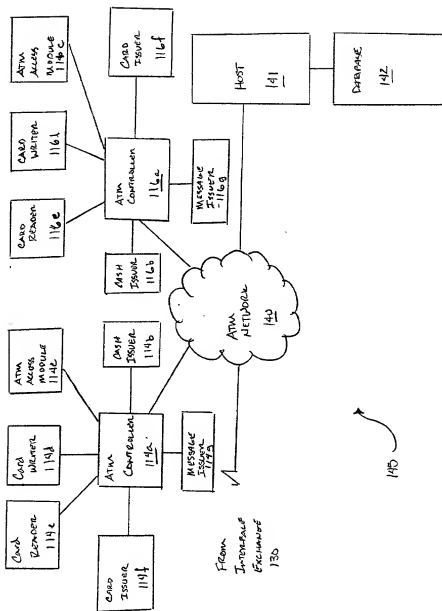 Card
READER
114e
Card
WRITER
114d
ATM
ACCESS
MODULE
114c
CARD
READER
116e
CARD
WRITER
116d
ATM
ACCESS
MODULE
116c
CARD
ISSUER
114f
ATM
CONTROLLER
114a
CASH
ISSUER
114b
CASH
ISSUER
116b
ATM
CONTROLLER
116a
CARD
ISSUER
116f
MESSAGE
ISSUER
114g
MESSAGE
ISSUER
116g
FROM
INTERFACE
EXCHANGE
130
ATM
NETWORK
140
HOST
141
DATABASE
142
145